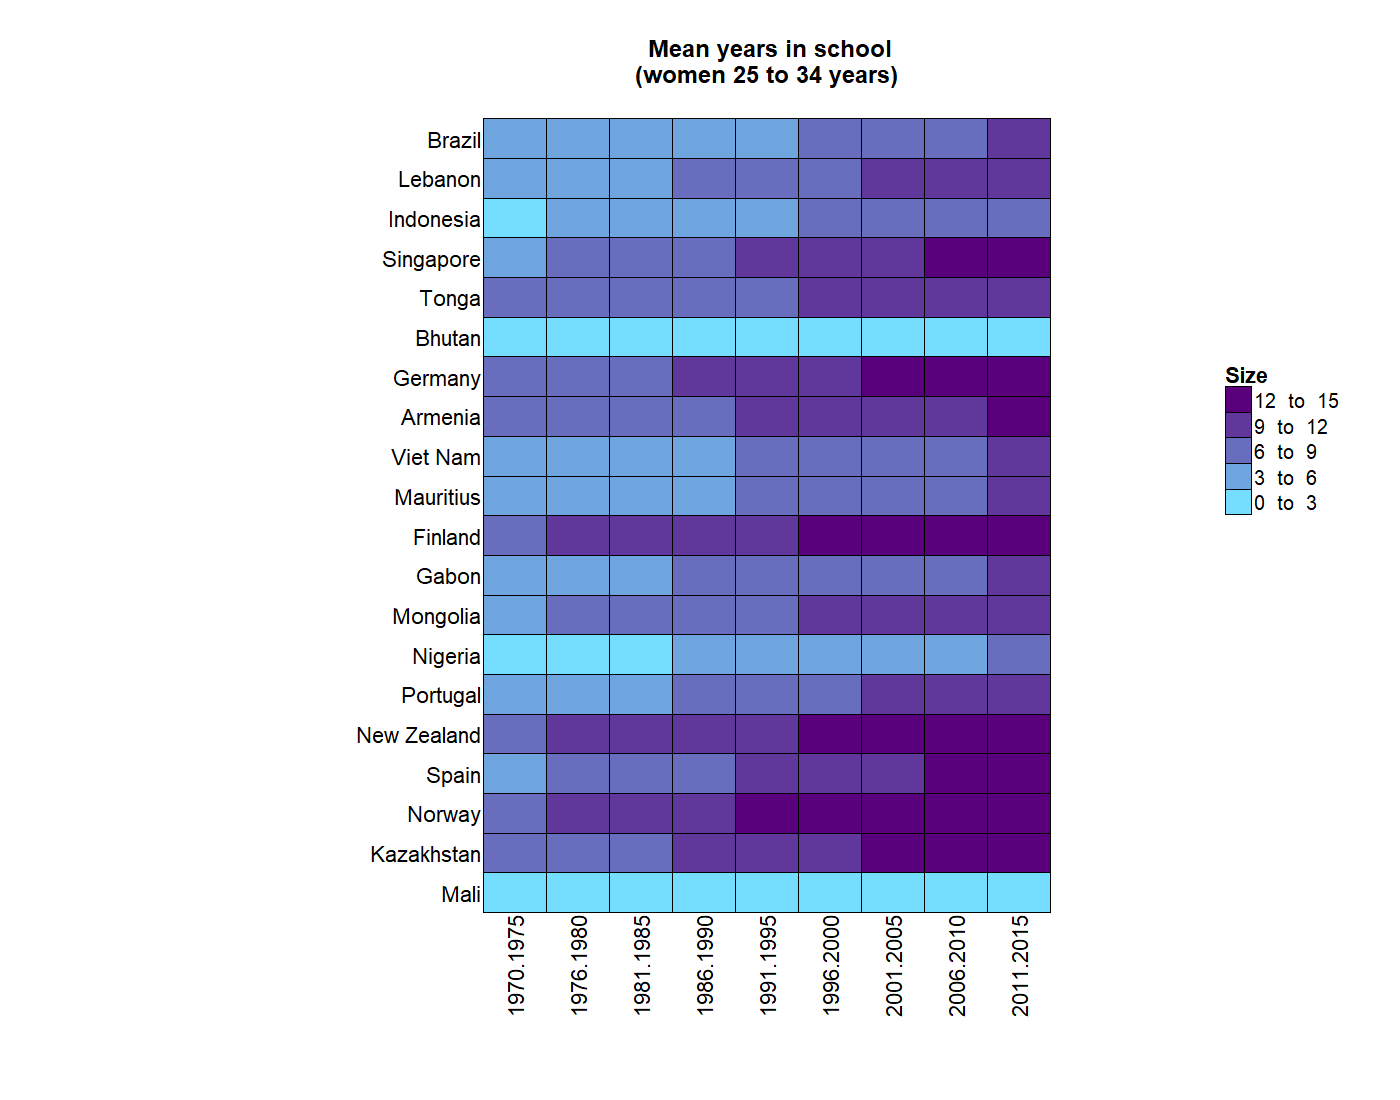 Mean years in school
(women 25 to 34 years)
Brazil
Lebanon
Indonesia
Singapore
Tonga
Bhutan
Germany
Armenia
Viet Nam
Mauritius
Finland
Gabon
Mongolia
Nigeria
Portugal
New Zealand
Spain
Norway
Kazakhstan
Mali
1970.1975
1976.1980
1981.1985
1986.1990
1991.1995
1996.2000
2001.2005
2006.2010
2011.2015
Size
12 to 15
9 to 12
6 to 9
3 to 6
0 to 3